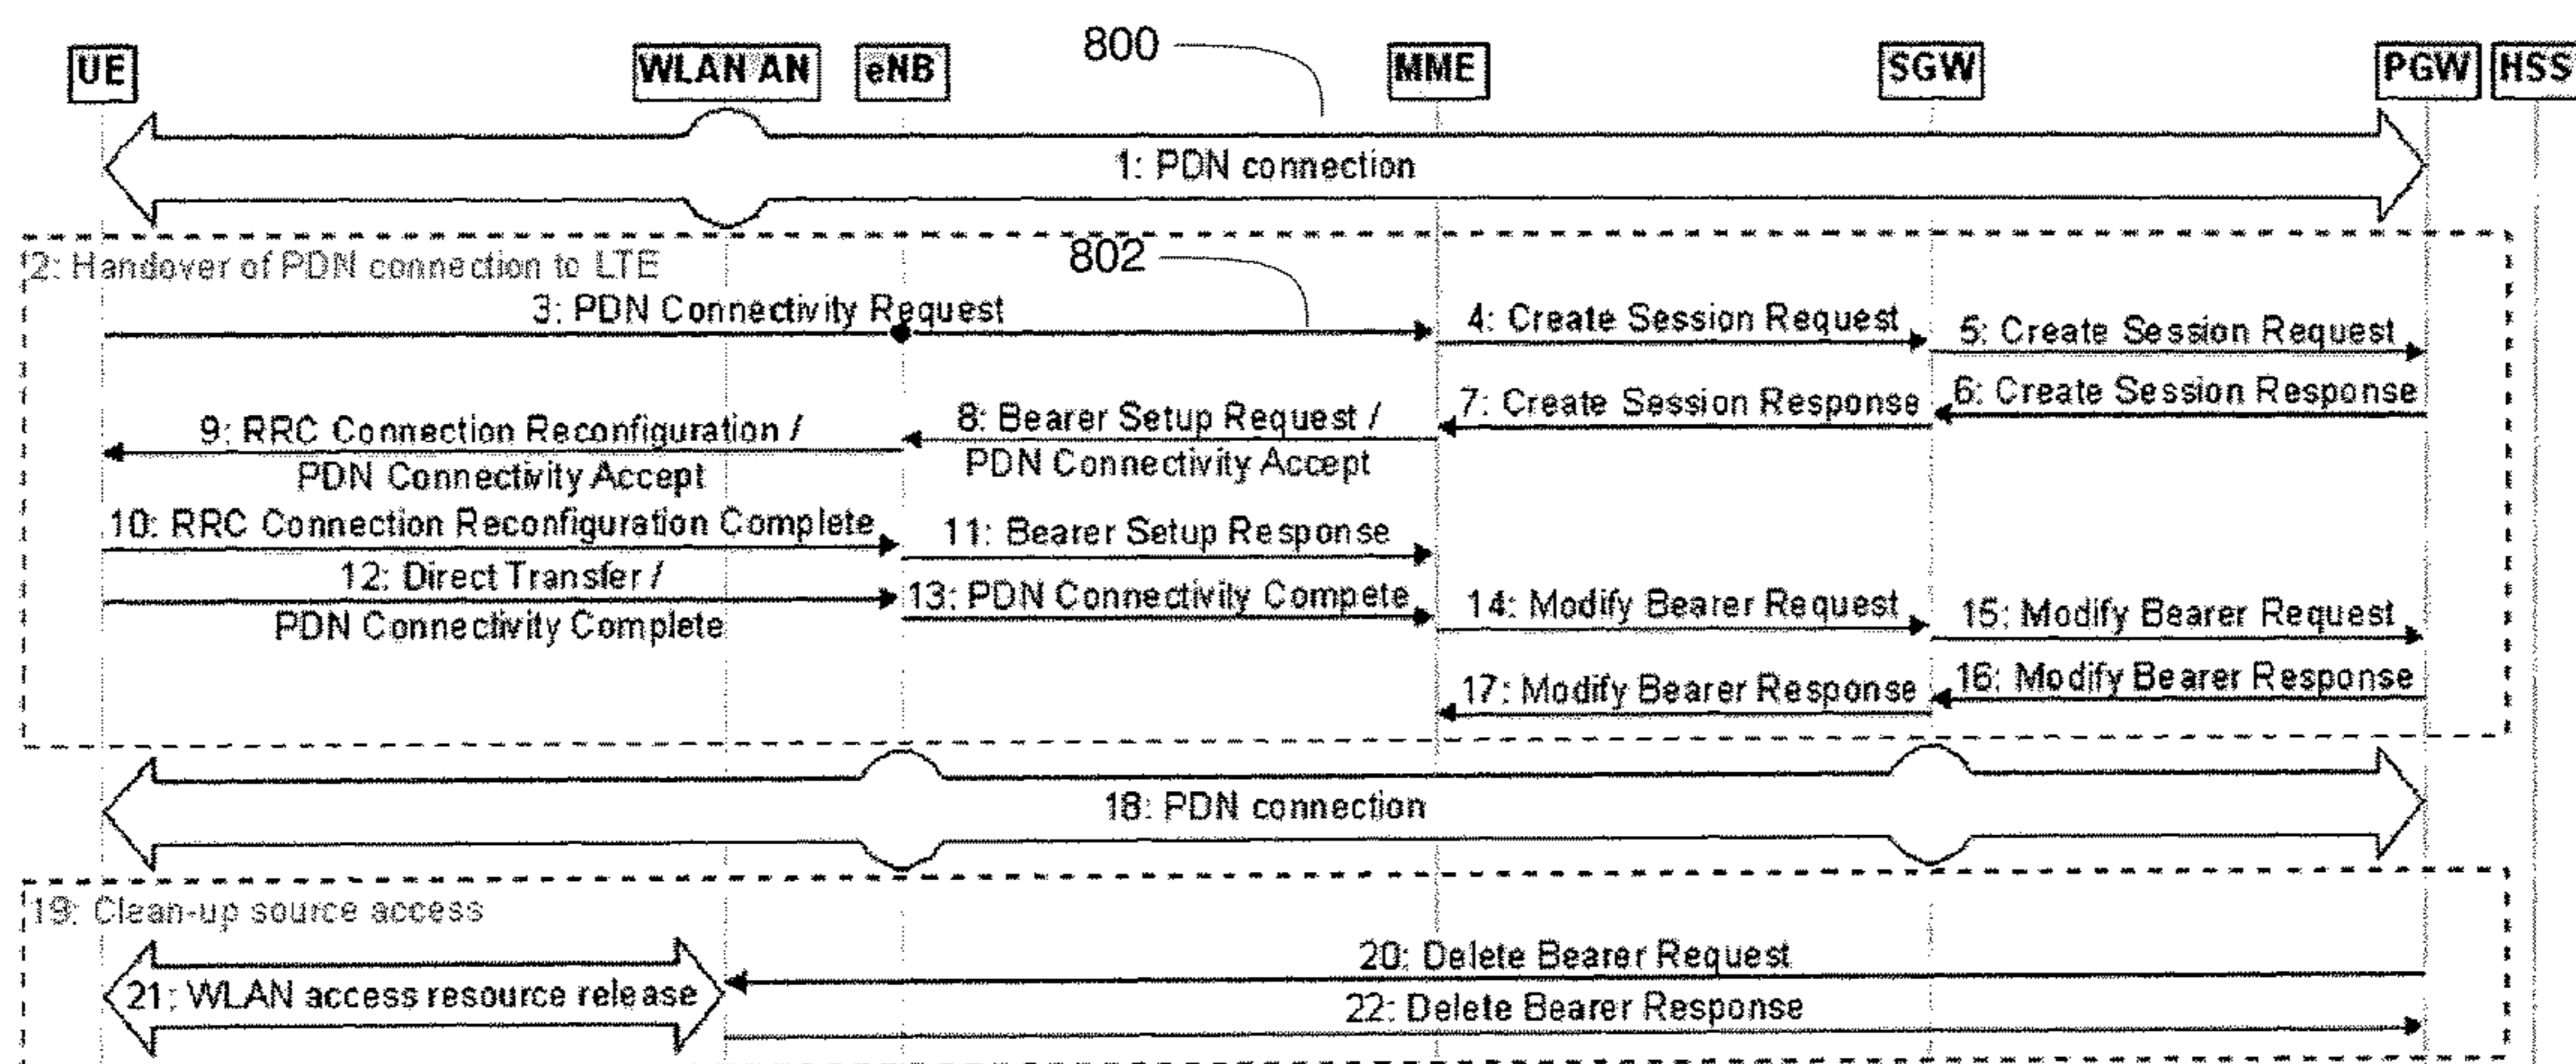 UE WLAN AN eNB 800 MME SGW PGW HSS
1: PDN connection
2: Handover of PDN connection to LTE
802
3: PDN Connectivity Request
4: Create Session Request
5: Create Session Request
6: Create Session Response
7: Create Session Response
8: Bearer Setup Request /
PDN Connectivity Accept
9: RRC Connection Reconfiguration /
PDN Connectivity Accept
10: RRC Connection Reconfiguration Complete
11: Bearer Setup Response
12: Direct Transfer /
PDN Connectivity Complete
13: PDN Connectivity Compete
14: Modify Bearer Request
15: Modify Bearer Request
16: Modify Bearer Response
17: Modify Bearer Response
18: PDN connection
19: Clean-up source access
20: Delete Bearer Request
21: WLAN access resource release
22: Delete Bearer Response